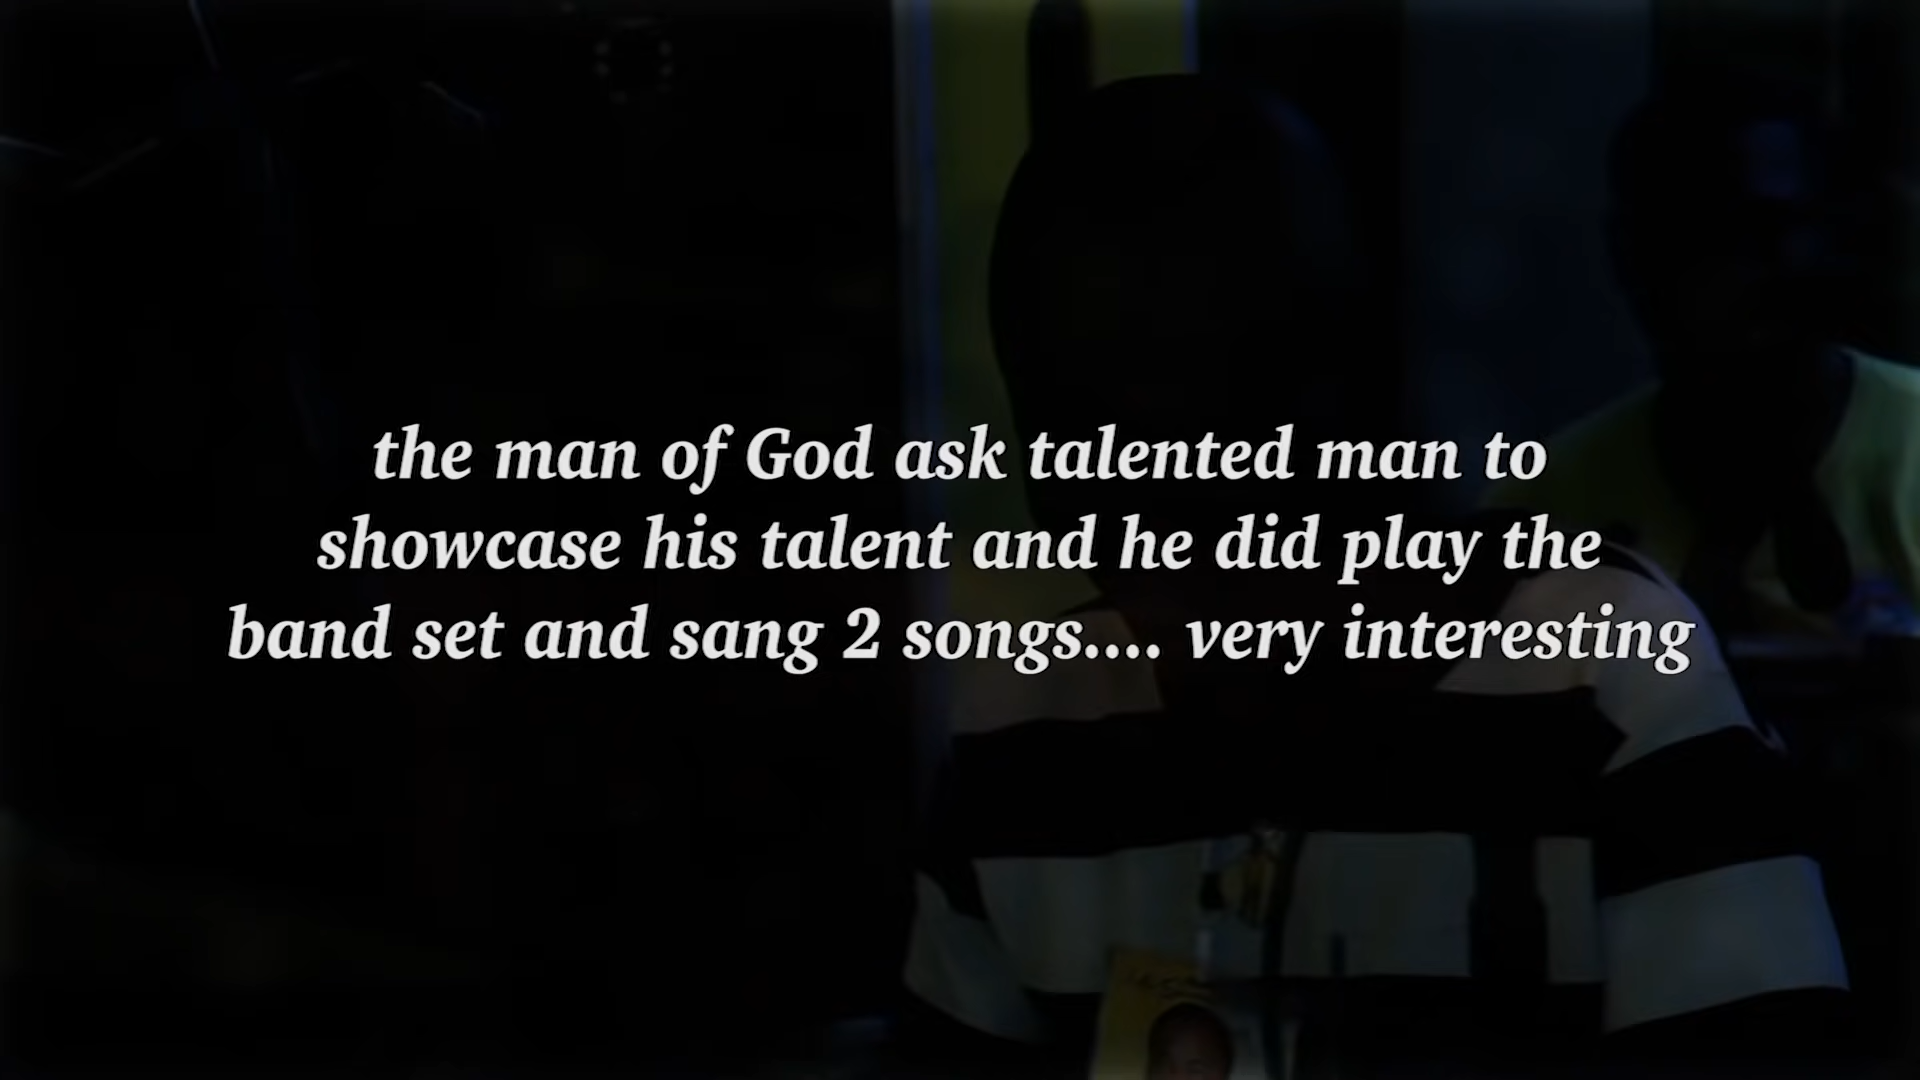 the man of God ask talented man to
showcase his talent and he did play the
band set and sang 2 songs.... very interesting